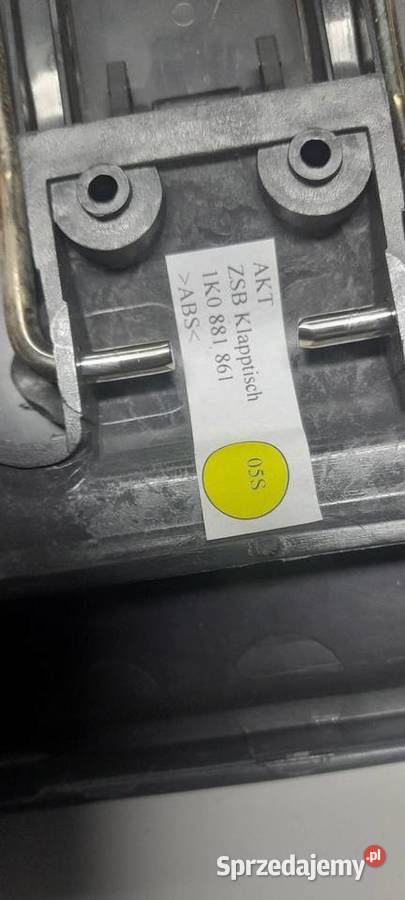 AKT
ZSB Klapptisch
1K0 881 861
>ABS<
05S
Sprzedajemy.pl